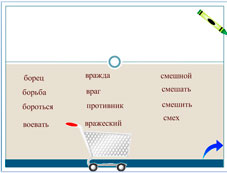 борец
борьба
бороться
воевать
вражда
враг
противник
вражеский
смешной
смешать
смешить
смех